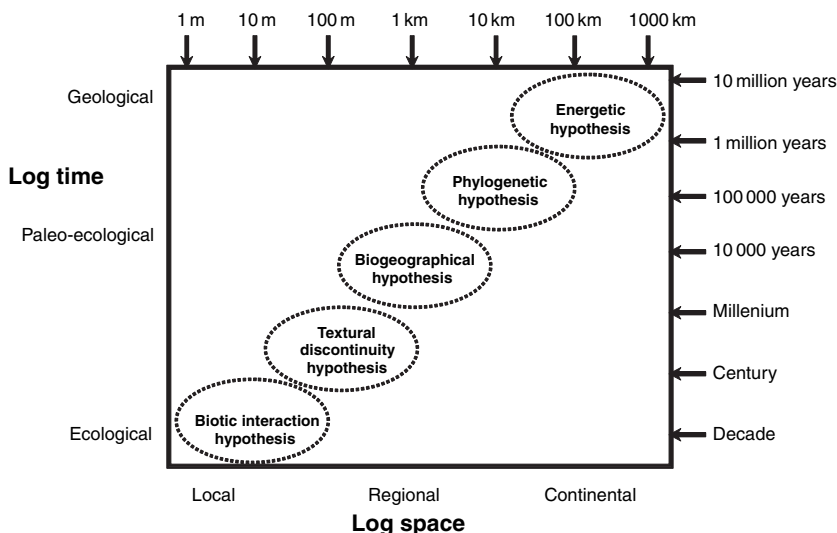 1 m 10 m 100 m 1 km 10 km 100 km 1000 km
Geological
Log time
Paleo-ecological
Ecological
Energetic
hypothesis
Phylogenetic
hypothesis
Biogeographical
hypothesis
Textural
discontinuity
hypothesis
Biotic interaction
hypothesis
10 million years
1 million years
100 000 years
10 000 years
Millenium
Century
Decade
Local Regional Continental
Log space